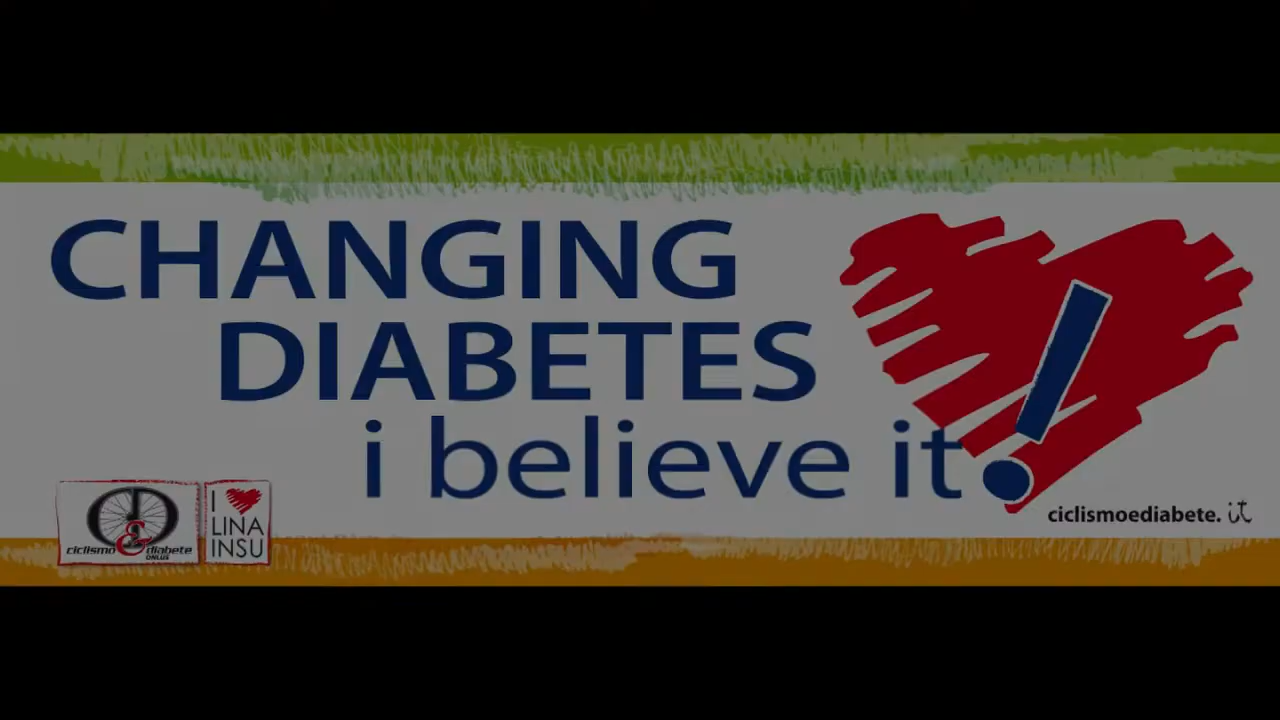 CHANGING
DIABETES
i believe it!
ciclismoediabete.it
ciclismo & diabete
ONLUS
I
LINA
INSU